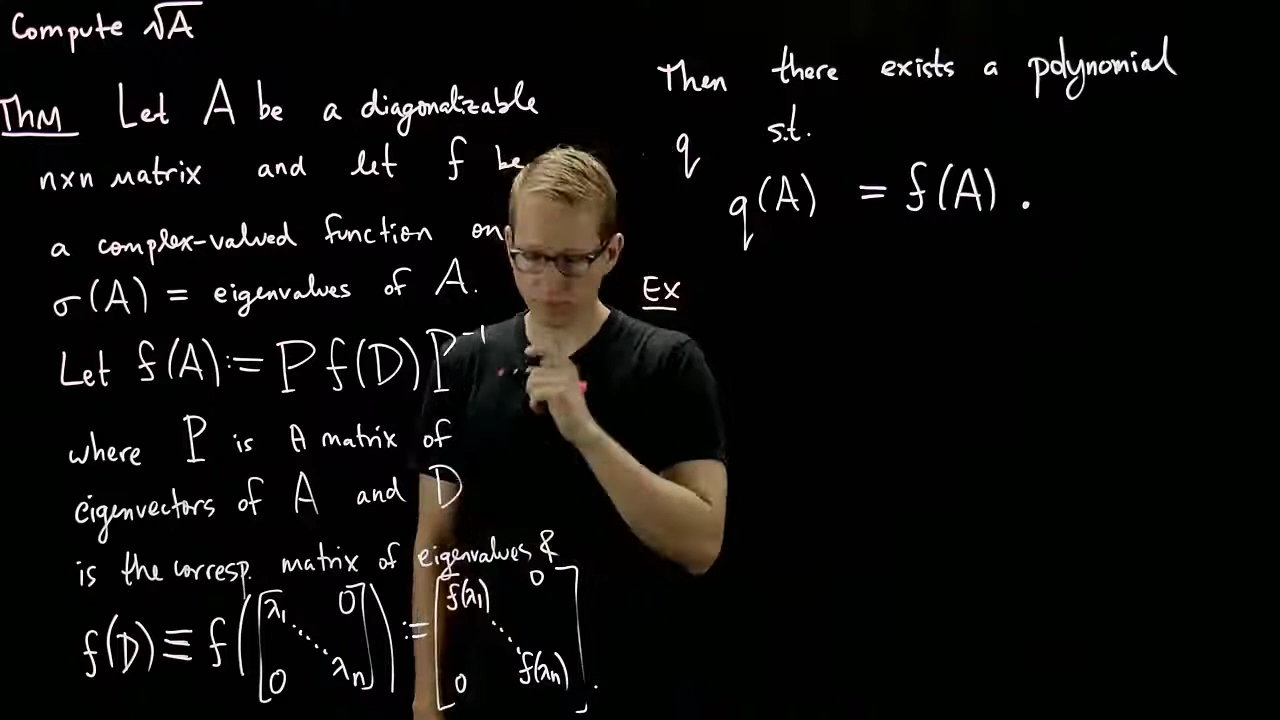 Compute √A
Thm Let A be a diagonalizable
nxn matrix and let f be
a complex-valued function on
σ(A) = eigenvalues of A.
Let f(A) := P f(D) P⁻¹
where P is A matrix of
eigenvectors of A and D
is the corresp. matrix of eigenvalues &
f(D) ≡ f([λ₁ 0 ⋱ 0 λₙ]) := [f(λ₁) 0 ⋱ 0 f(λₙ)].
Then there exists a polynomial
q s.t.
q(A) = f(A).
Ex